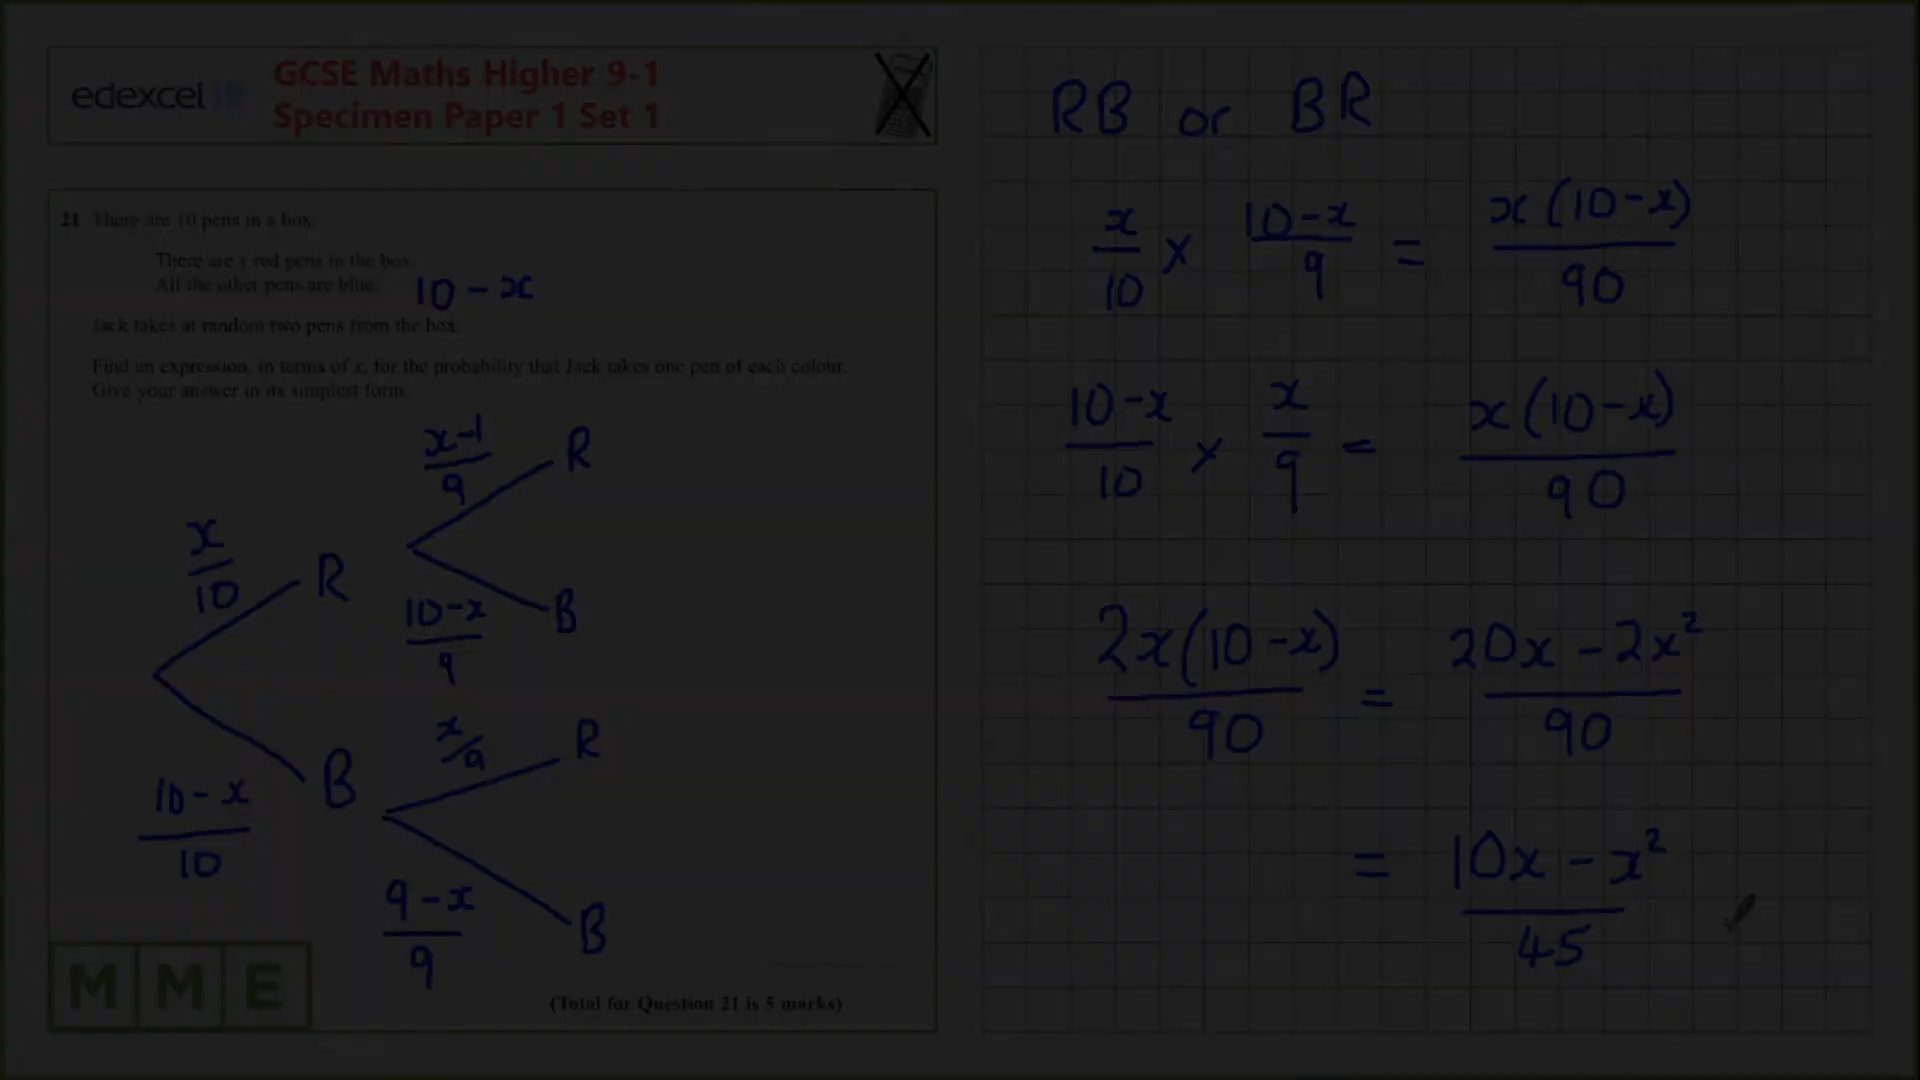 edexcel
GCSE Maths Higher 9-1
Specimen Paper 1 Set 1
21 There are 10 pens in a box.
There are x red pens in the box.
All the other pens are blue. 10 - x
Jack takes at random two pens from the box.
Find an expression, in terms of x, for the probability that Jack takes one pen of each colour.
Give your answer in its simplest form.
x/10 R
x-1/9 R
10-x/9 B
10-x/10 B
x/9 R
9-x/9 B
(Total for Question 21 is 5 marks)
MME
RB or BR
x/10 × 10-x/9 = x(10-x)/90
10-x/10 × x/9 = x(10-x)/90
2x(10-x)/90 = 20x - 2x²/90
= 10x - x²/45